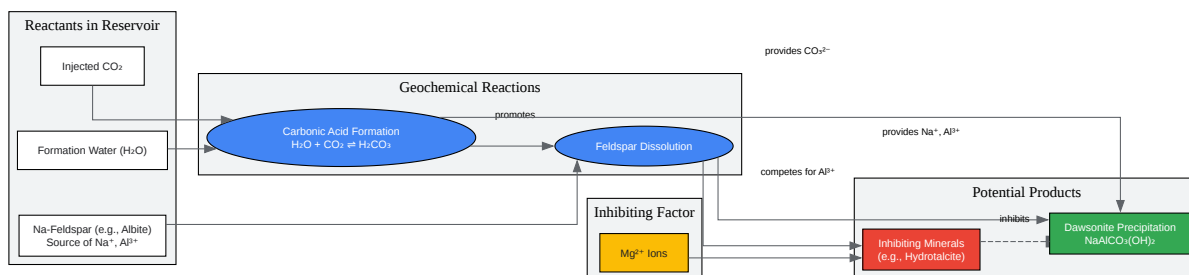 Reactants in Reservoir
Injected CO₂
Formation Water (H₂O)
Na-Feldspar (e.g., Albite)
Source of Na⁺, Al³⁺
Geochemical Reactions
Carbonic Acid Formation
H₂O + CO₂ ⇌ H₂CO₃
promotes
Feldspar Dissolution
provides CO₃²⁻
provides Na⁺, Al³⁺
competes for Al³⁺
Inhibiting Factor
Mg²⁺ Ions
Potential Products
Inhibiting Minerals
(e.g., Hydrotalcite)
inhibits
Dawsonite Precipitation
NaAlCO₃(OH)₂